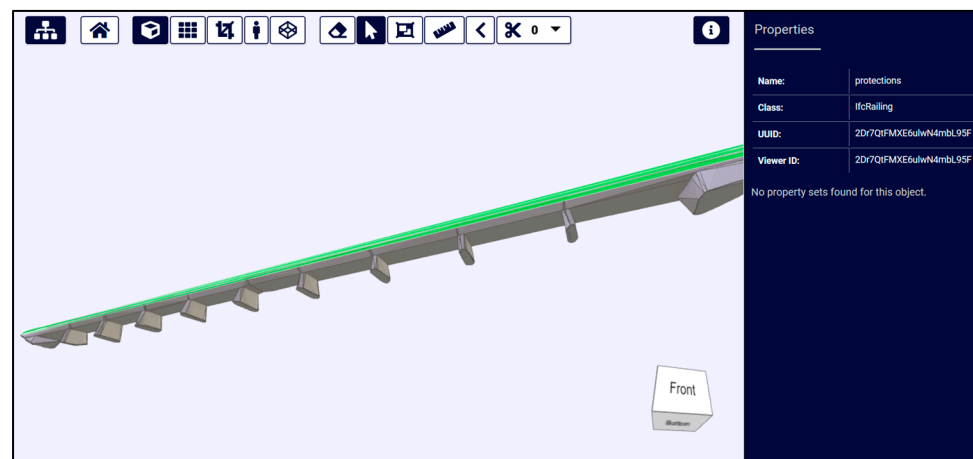 0
Properties
Name: protections
Class: IfcRailing
UUID: 2Dr7QtFMXE6ulwN4mbL95F
Viewer ID: 2Dr7QtFMXE6ulwN4mbL95F
No property sets found for this object.
Front
Bottom